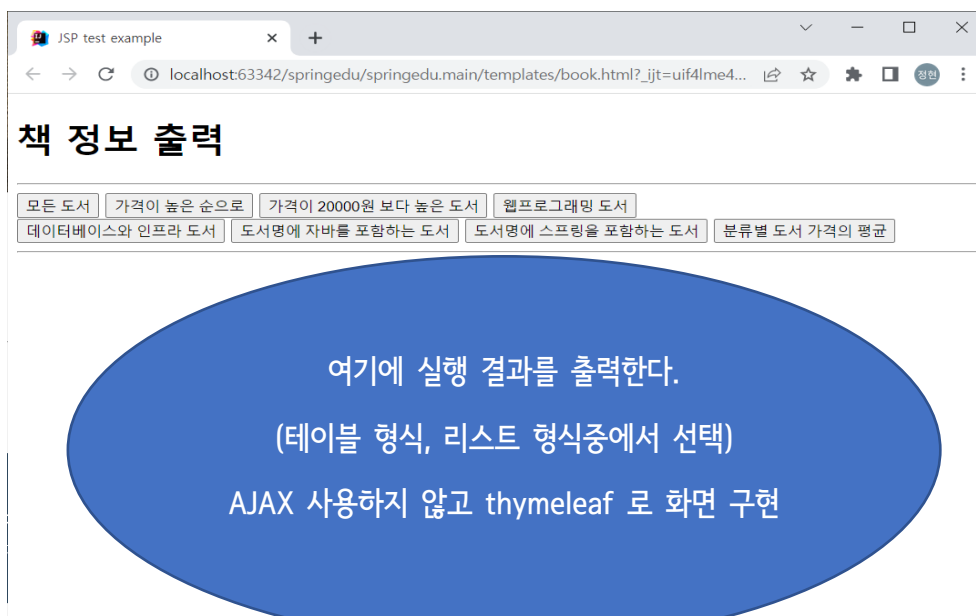 JSP test example
localhost:63342/springedu/springedu.main/templates/book.html?_ijt=uif4lme4...
정현
책 정보 출력
모든 도서 가격이 높은 순으로 가격이 20000원 보다 높은 도서 웹프로그래밍 도서
데이터베이스와 인프라 도서 도서명에 자바를 포함하는 도서 도서명에 스프링을 포함하는 도서 분류별 도서 가격의 평균
여기에 실행 결과를 출력한다.
(테이블 형식, 리스트 형식중에서 선택)
AJAX 사용하지 않고 thymeleaf 로 화면 구현